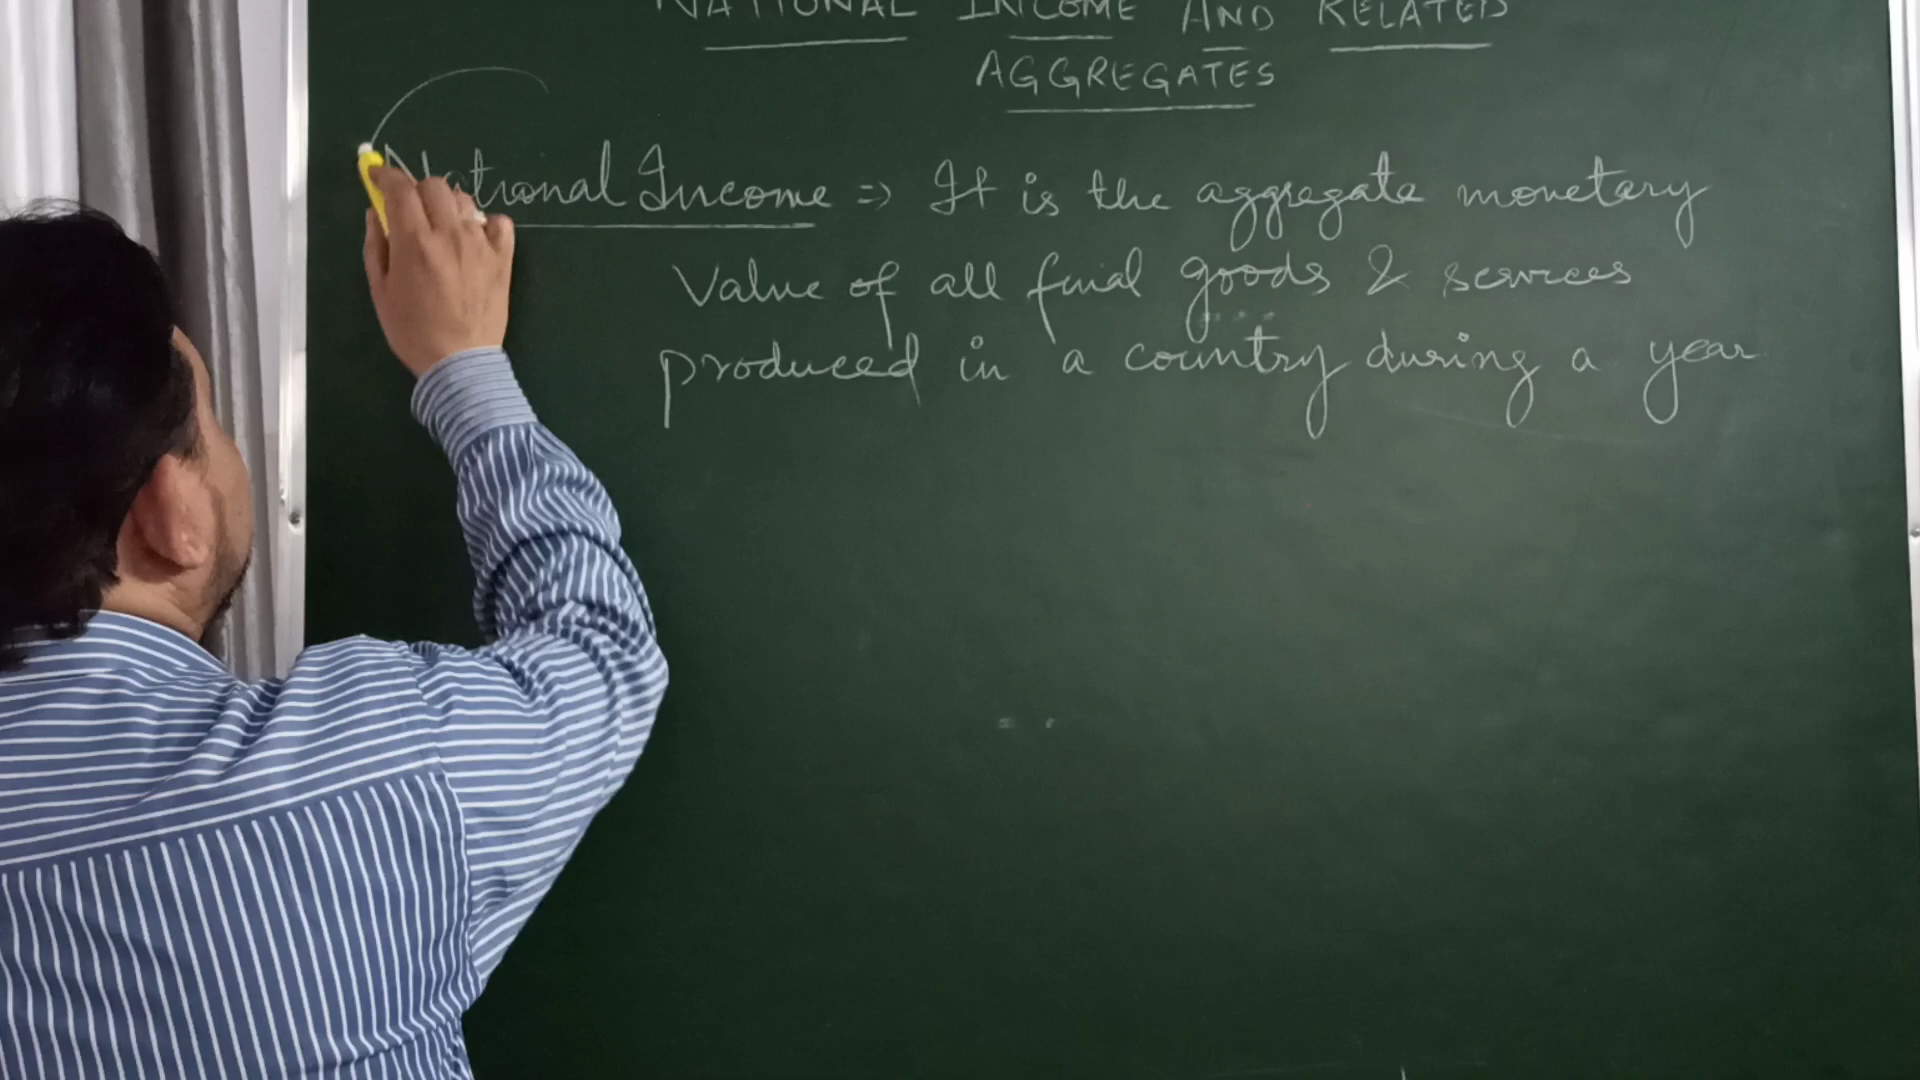 NATIONAL INCOME AND RELATED
AGGREGATES
National Income => It is the aggregate monetary
Value of all final goods & services
produced in a country during a year